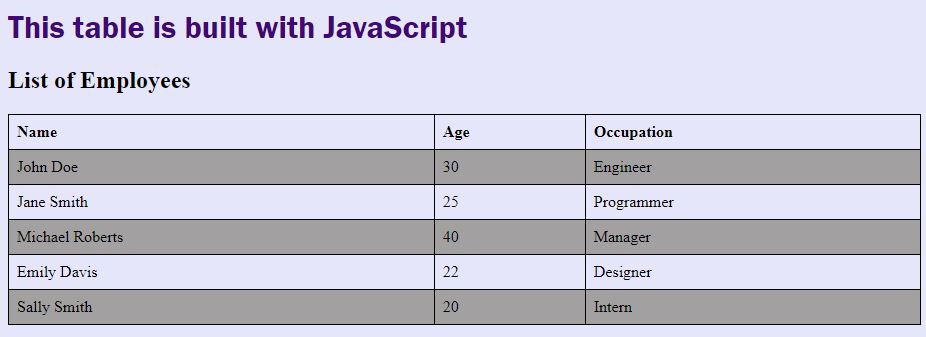 This table is built with JavaScript
List of Employees
Name Age Occupation
John Doe 30 Engineer
Jane Smith 25 Programmer
Michael Roberts 40 Manager
Emily Davis 22 Designer
Sally Smith 20 Intern